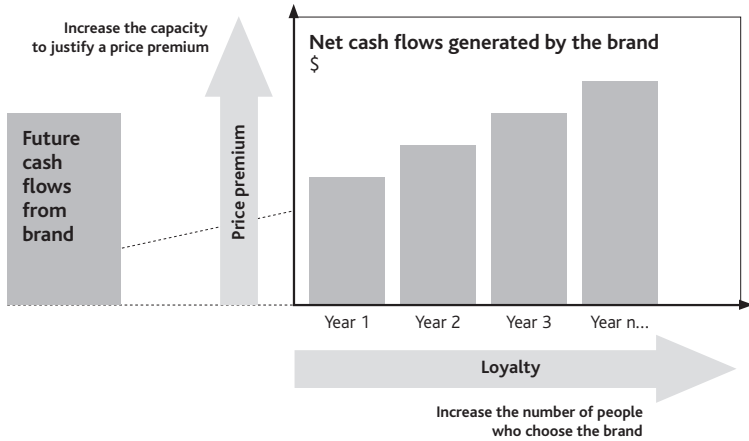 Increase the capacity
to justify a price premium
Net cash flows generated by the brand
$
Future
cash
flows
from
brand
Price premium
Year 1
Year 2
Year 3
Year n...
Loyalty
Increase the number of people
who choose the brand